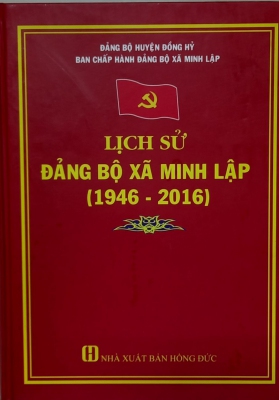 ĐẢNG BỘ HUYỆN ĐỒNG HỶ
BAN CHẤP HÀNH ĐẢNG BỘ XÃ MINH LẬP
LỊCH SỬ
ĐẢNG BỘ XÃ MINH LẬP
(1946 - 2016)
NHÀ XUẤT BẢN HỒNG ĐỨC